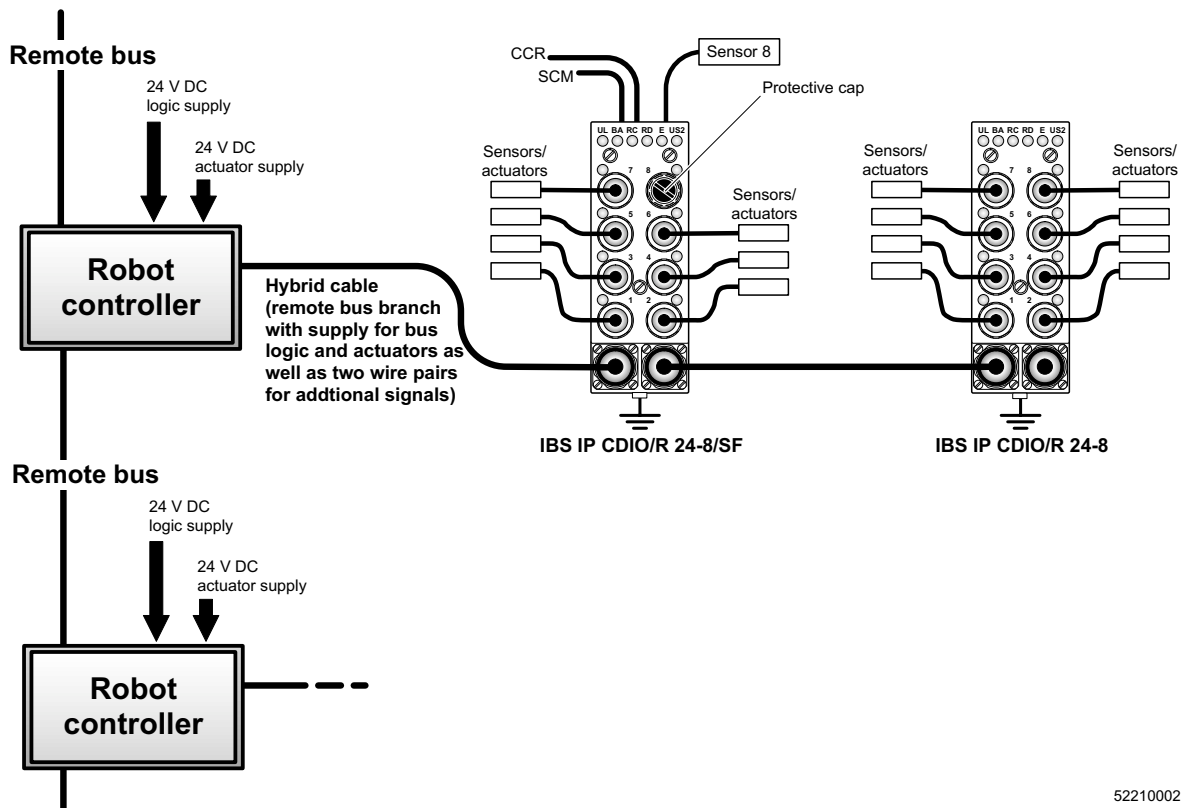 Remote bus
24 V DC
logic supply
24 V DC
actuator supply
Robot
controller
Hybrid cable
(remote bus branch
with supply for bus
logic and actuators as
well as two wire pairs
for addtional signals)
CCR
SCM
Sensor 8
Protective cap
UL BA RC RD E US2
Sensors/
actuators
7 8
5 6
3 4
1 2
Sensors/
actuators
IBS IP CDIO/R 24-8/SF
UL BA RC RD E US2
Sensors/
actuators
7 8
5 6
3 4
1 2
Sensors/
actuators
IBS IP CDIO/R 24-8
Remote bus
24 V DC
logic supply
24 V DC
actuator supply
Robot
controller
52210002